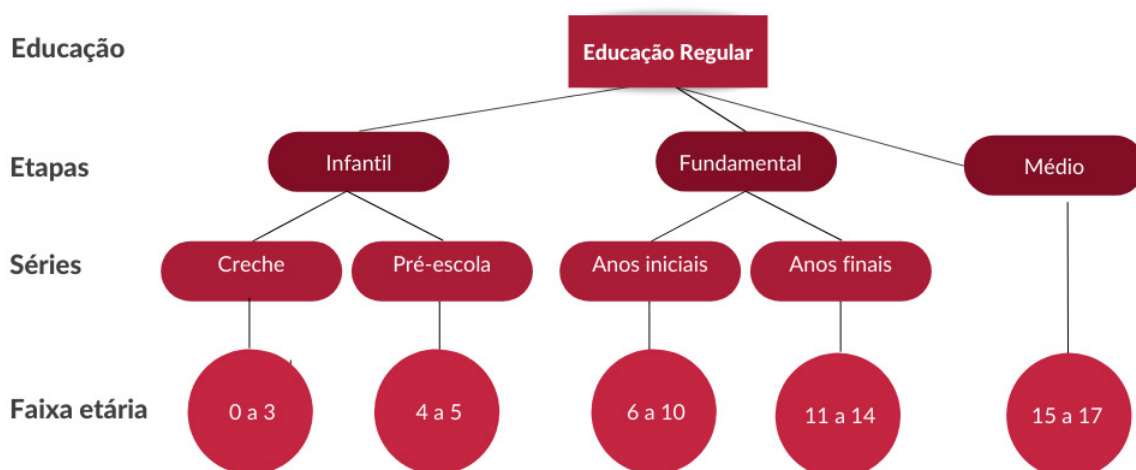 Educação
Educação Regular
Etapas
Infantil
Fundamental
Médio
Séries
Creche
Pré-escola
Anos iniciais
Anos finais
Faixa etária
0 a 3
4 a 5
6 a 10
11 a 14
15 a 17